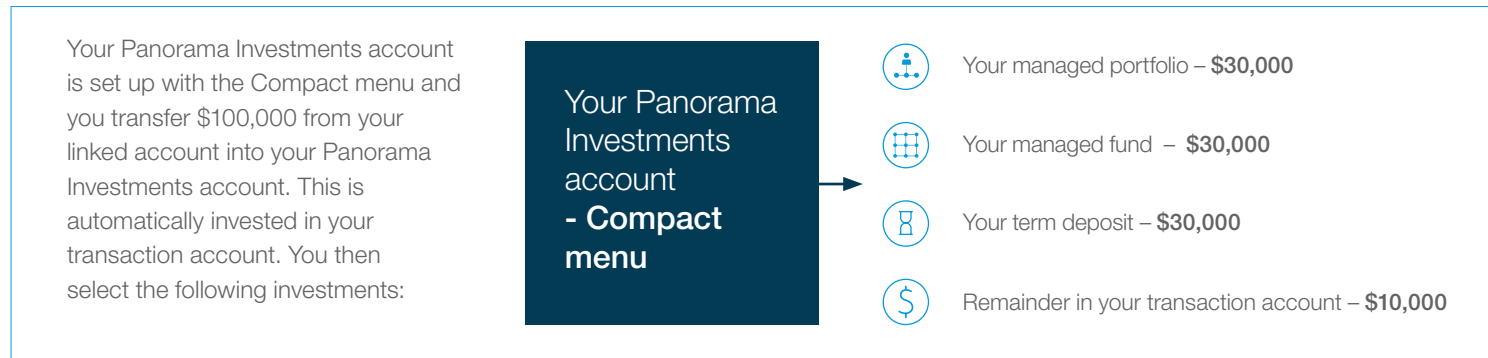 Your Panorama Investments account
is set up with the Compact menu and
you transfer $100,000 from your
linked account into your Panorama
Investments account. This is
automatically invested in your
transaction account. You then
select the following investments:
Your Panorama
Investments
account
- Compact
menu
Your managed portfolio – $30,000
Your managed fund – $30,000
Your term deposit – $30,000
$
Remainder in your transaction account – $10,000